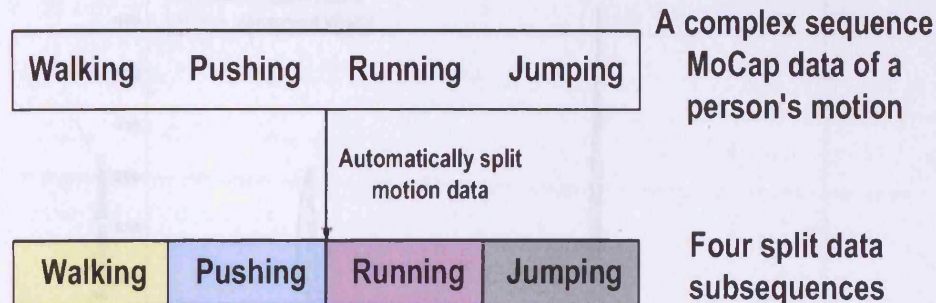 Walking Pushing Running Jumping
A complex sequence
MoCap data of a
person's motion
Automatically split
motion data
Walking Pushing Running Jumping
Four split data
subsequences